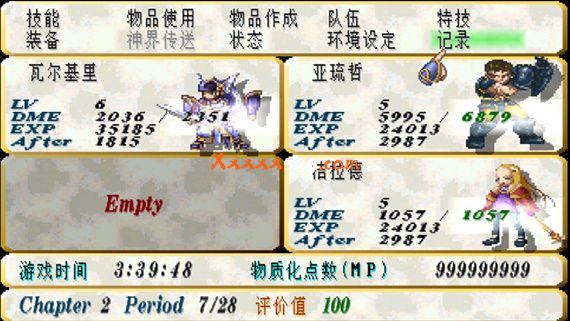 技能 物品使用 物品作成 队伍 特技
装备 神界传送 状态 环境设定 记录
瓦尔基里
LV 6
DME 2036 / 2351
EXP 35185
After 1815
亚琉哲
LV 5
DME 5995 / 6879
EXP 24013
After 2987
Empty
洁拉德
LV 5
DME 1057 / 1057
EXP 24013
After 2987
游戏时间 3:39:48 物质化点数(MP) 999999999
Chapter 2 Period 7/28 评价值 100